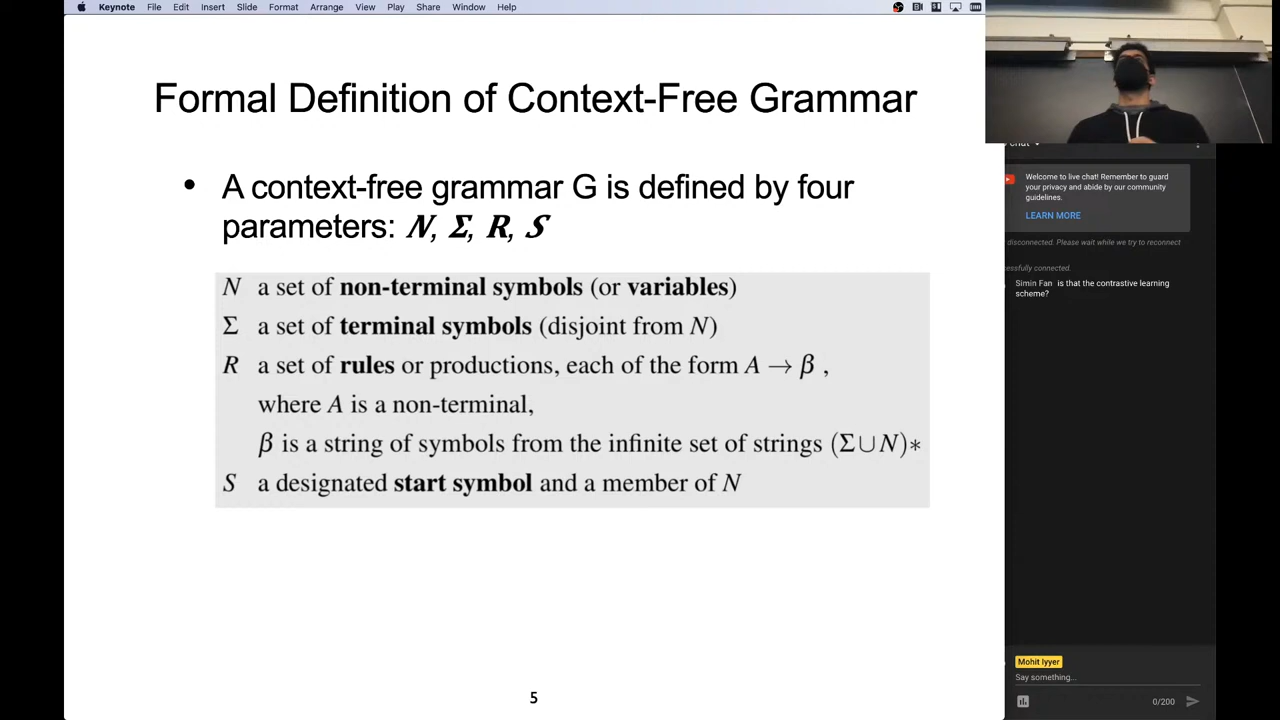 Keynote File Edit Insert Slide Format Arrange View Play Share Window Help
Formal Definition of Context-Free Grammar
• A context-free grammar G is defined by four
parameters: N, Σ, R, S
N a set of non-terminal symbols (or variables)
Σ a set of terminal symbols (disjoint from N)
R a set of rules or productions, each of the form A → β ,
where A is a non-terminal,
β is a string of symbols from the infinite set of strings (Σ∪N)∗
S a designated start symbol and a member of N
5
Welcome to live chat! Remember to guard
your privacy and abide by our community
guidelines.
LEARN MORE
disconnected. Please wait while we try to reconnect
connected.
Simin Fan is that the contrastive learning
scheme?
Mohit Iyyer
Say something...
0/200